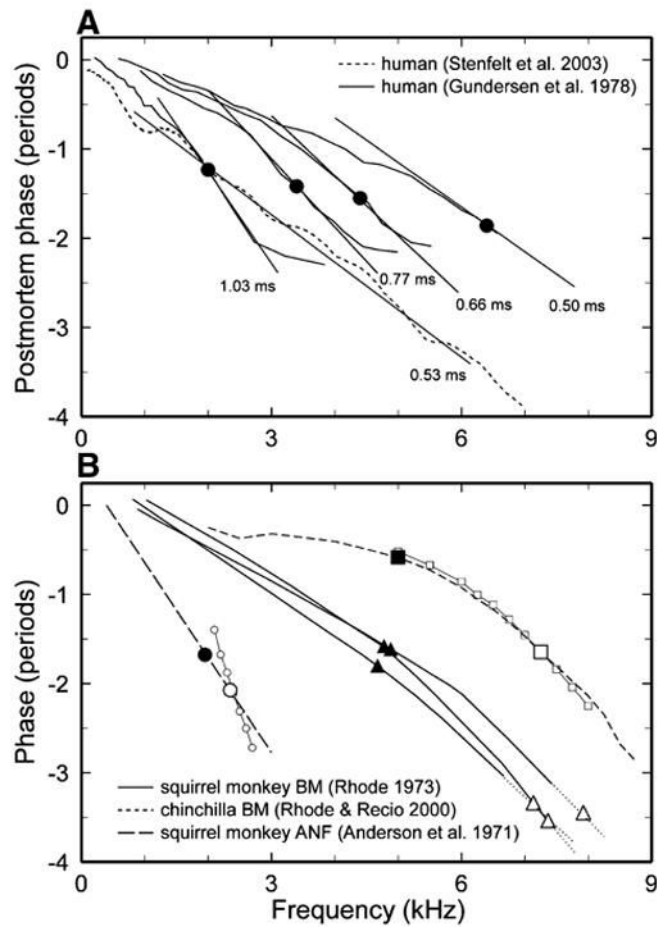 A
0
-1
-2
-3
-4
Postmortem phase (periods)
human (Stenfelt et al. 2003)
human (Gundersen et al. 1978)
1.03 ms
0.77 ms
0.66 ms
0.50 ms
0.53 ms
0 3 6 9
B
0
-1
-2
-3
-4
Phase (periods)
squirrel monkey BM (Rhode 1973)
chinchilla BM (Rhode & Recio 2000)
squirrel monkey ANF (Anderson et al. 1971)
0 3 6 9
Frequency (kHz)